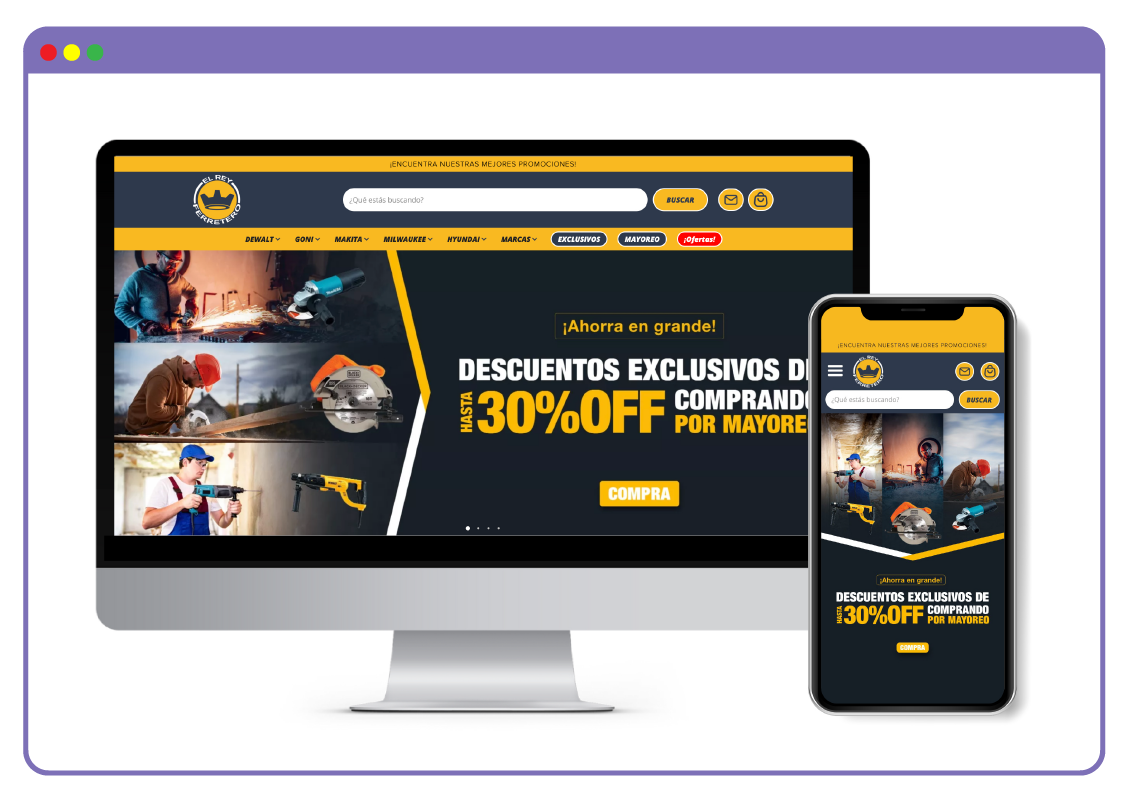 ¡ENCUENTRA NUESTRAS MEJORES PROMOCIONES!
EL REY
FERRETERO
¿Qué estás buscando?
BUSCAR
DEWALT GONI MAKITA MILWAUKEE HYUNDAI MARCAS EXCLUSIVOS MAYOREO ¡Ofertas!
¡Ahorra en grande!
DESCUENTOS EXCLUSIVOS D
HASTA 30%OFF COMPRANDO
POR MAYORE
COMPRA
¡ENCUENTRA NUESTRAS MEJORES PROMOCIONES!
EL REY
FERRETERO
¿Qué estás buscando?
BUSCAR
¡Ahorra en grande!
DESCUENTOS EXCLUSIVOS DE
HASTA 30%OFF COMPRANDO
POR MAYOREO
COMPRA